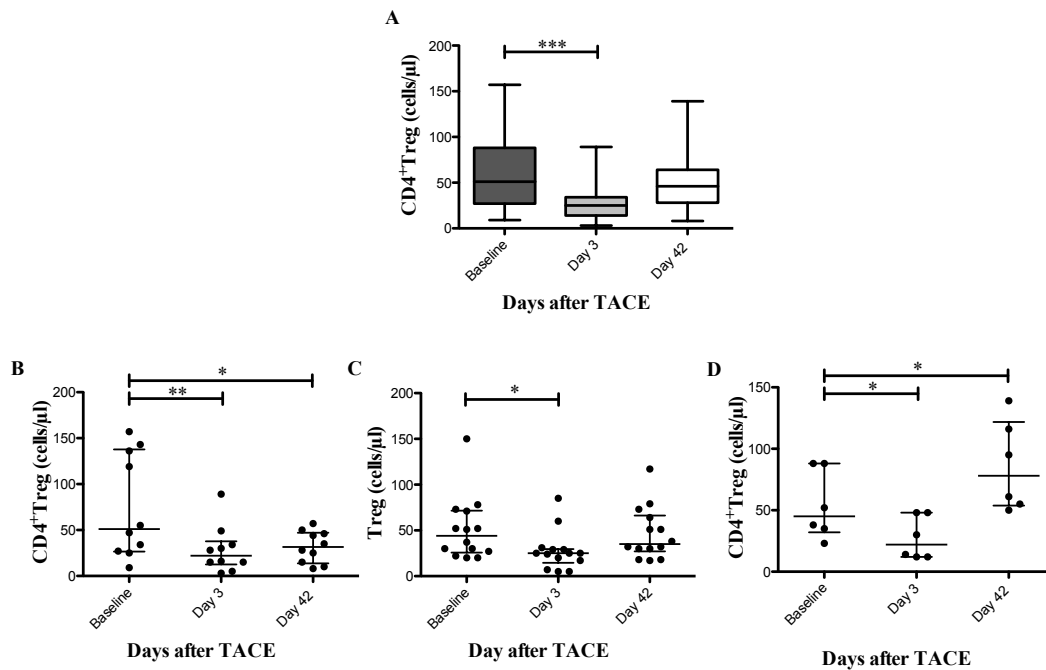 A
***
200
150
100
50
0
CD4+Treg (cells/µl)
Baseline
Day 3
Day 42
Days after TACE
B
*
**
200
150
100
50
0
CD4+Treg (cells/µl)
Baseline
Day 3
Day 42
Days after TACE
C
*
200
150
100
50
0
Treg (cells/µl)
Baseline
Day 3
Day 42
Day after TACE
D
*
*
150
100
50
0
CD4+Treg (cells/µl)
Baseline
Day 3
Day 42
Days after TACE